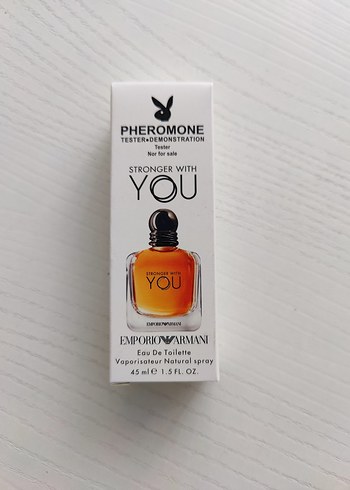 PHEROMONE
TESTER●DEMONSTRATION
Tester
Nor for sale
STRONGER WITH
YOU
STRONGER WITH
YOU
EMPORIO ARMANI
EMPORIO ARMANI
Eau De Toilette
Vaporisateur Natural spray
45 ml ℮ 1.5 FL. OZ.